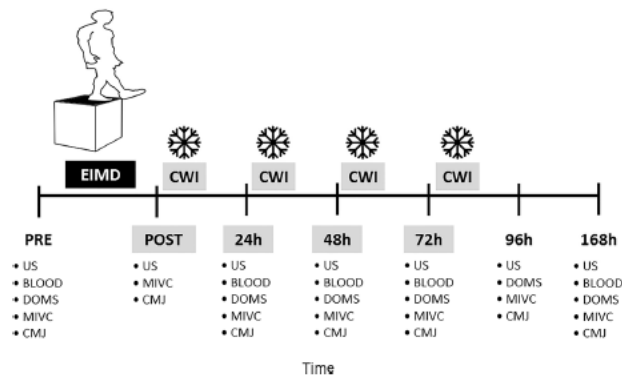 EIMD
CWI
CWI
CWI
CWI
PRE
• US
• BLOOD
• DOMS
• MIVC
• CMJ
POST
• US
• MIVC
• CMJ
24h
• US
• BLOOD
• DOMS
• MIVC
• CMJ
48h
• US
• BLOOD
• DOMS
• MIVC
• CMJ
72h
• US
• BLOOD
• DOMS
• MIVC
• CMJ
96h
• US
• DOMS
• MIVC
• CMJ
168h
• US
• BLOOD
• DOMS
• MIVC
• CMJ
Time